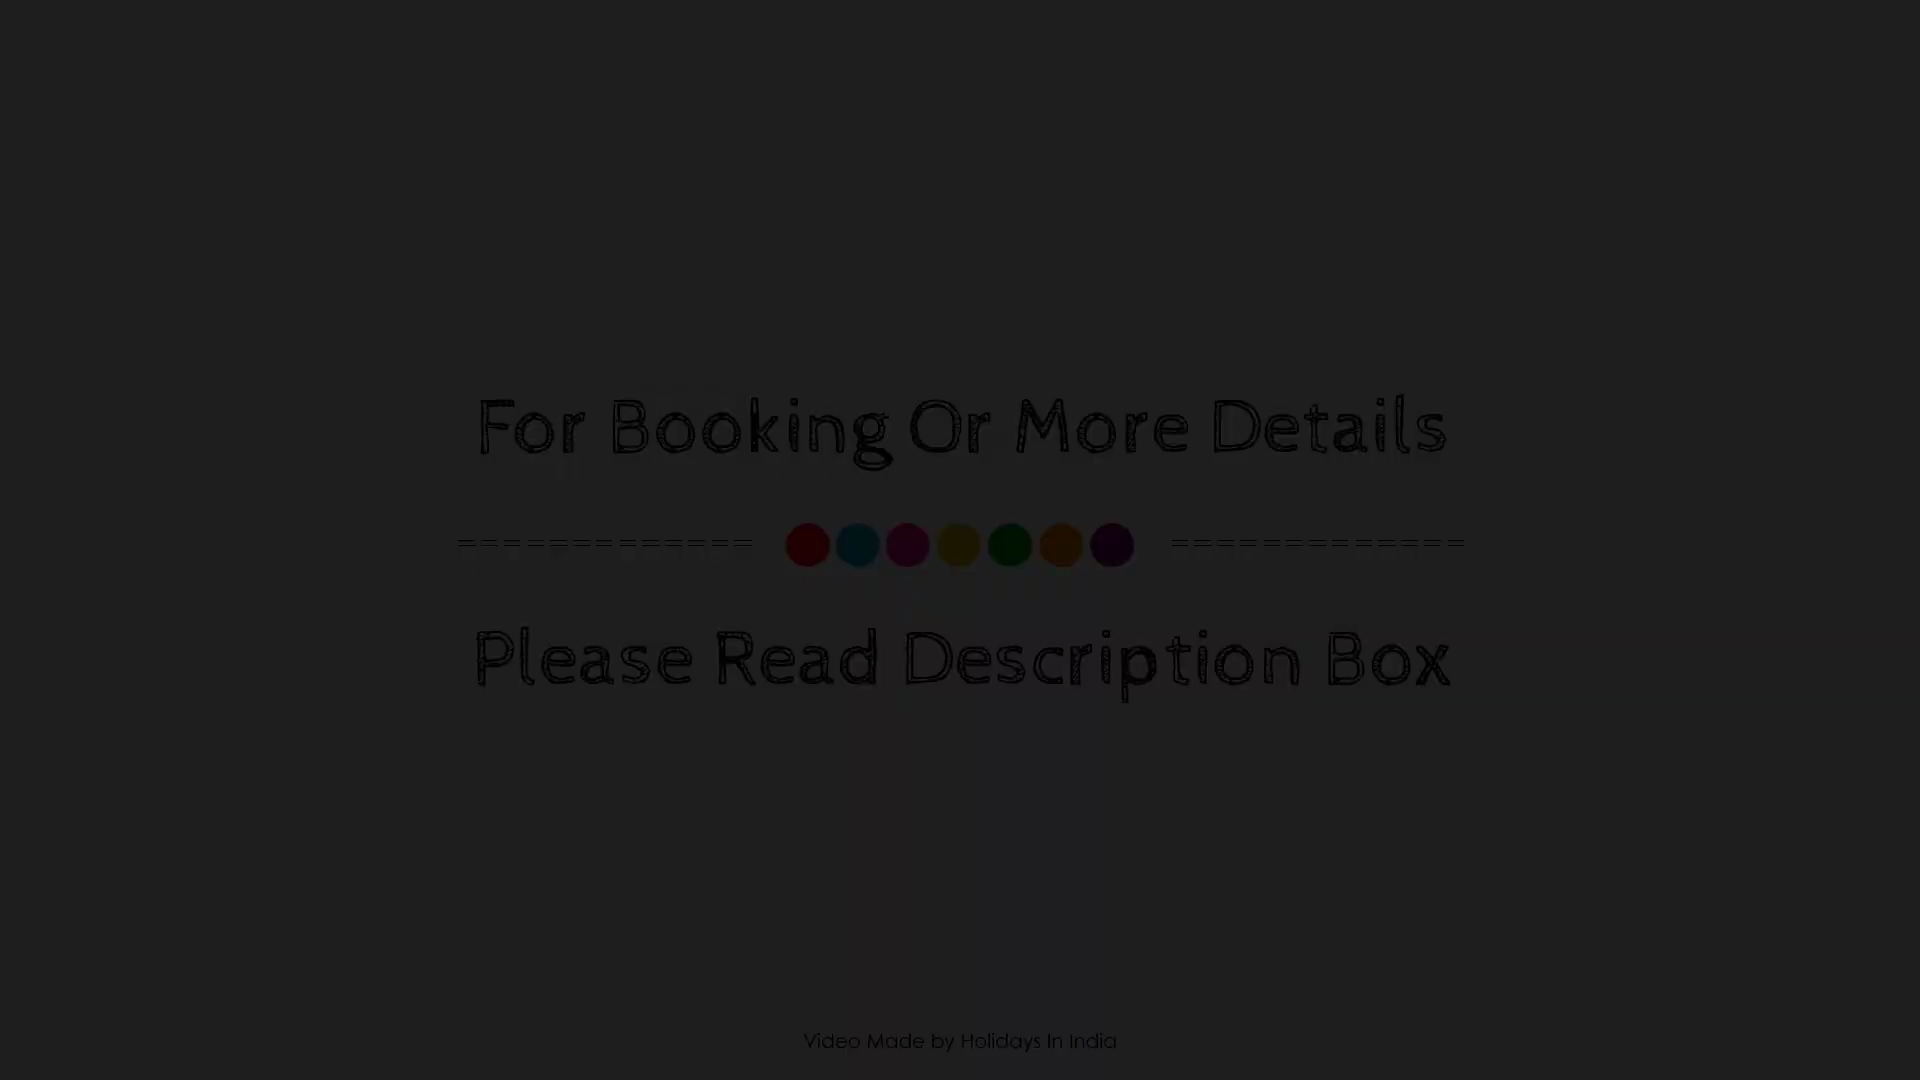 For Booking Or More Details
============= =============
Please Read Description Box
Video Made by Holidays In India